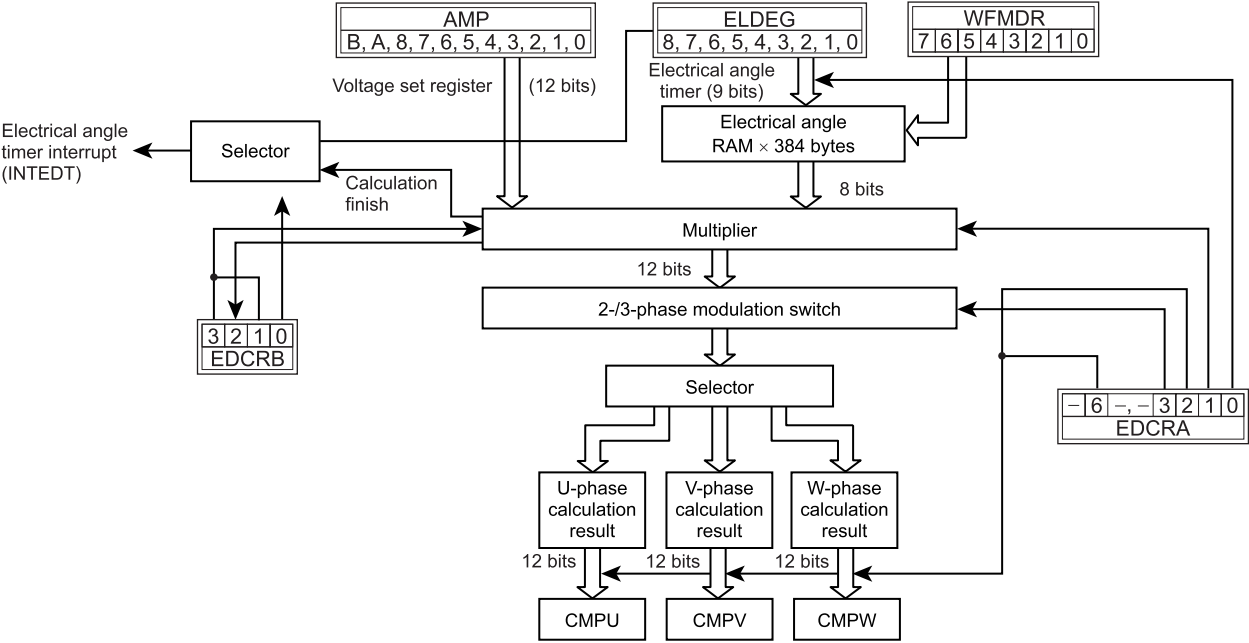 AMP
B, A, 8, 7, 6, 5, 4, 3, 2, 1, 0
ELDEG
8, 7, 6, 5, 4, 3, 2, 1, 0
WFMDR
7 6 5 4 3 2 1 0
Voltage set register
(12 bits)
Electrical angle
timer (9 bits)
Electrical angle
timer interrupt
(INTEDT)
Selector
Electrical angle
RAM × 384 bytes
Calculation
finish
8 bits
Multiplier
12 bits
2-/3-phase modulation switch
3 2 1 0
EDCRB
Selector
– 6 –, – 3 2 1 0
EDCRA
U-phase
calculation
result
V-phase
calculation
result
W-phase
calculation
result
12 bits
12 bits
12 bits
CMPU
CMPV
CMPW